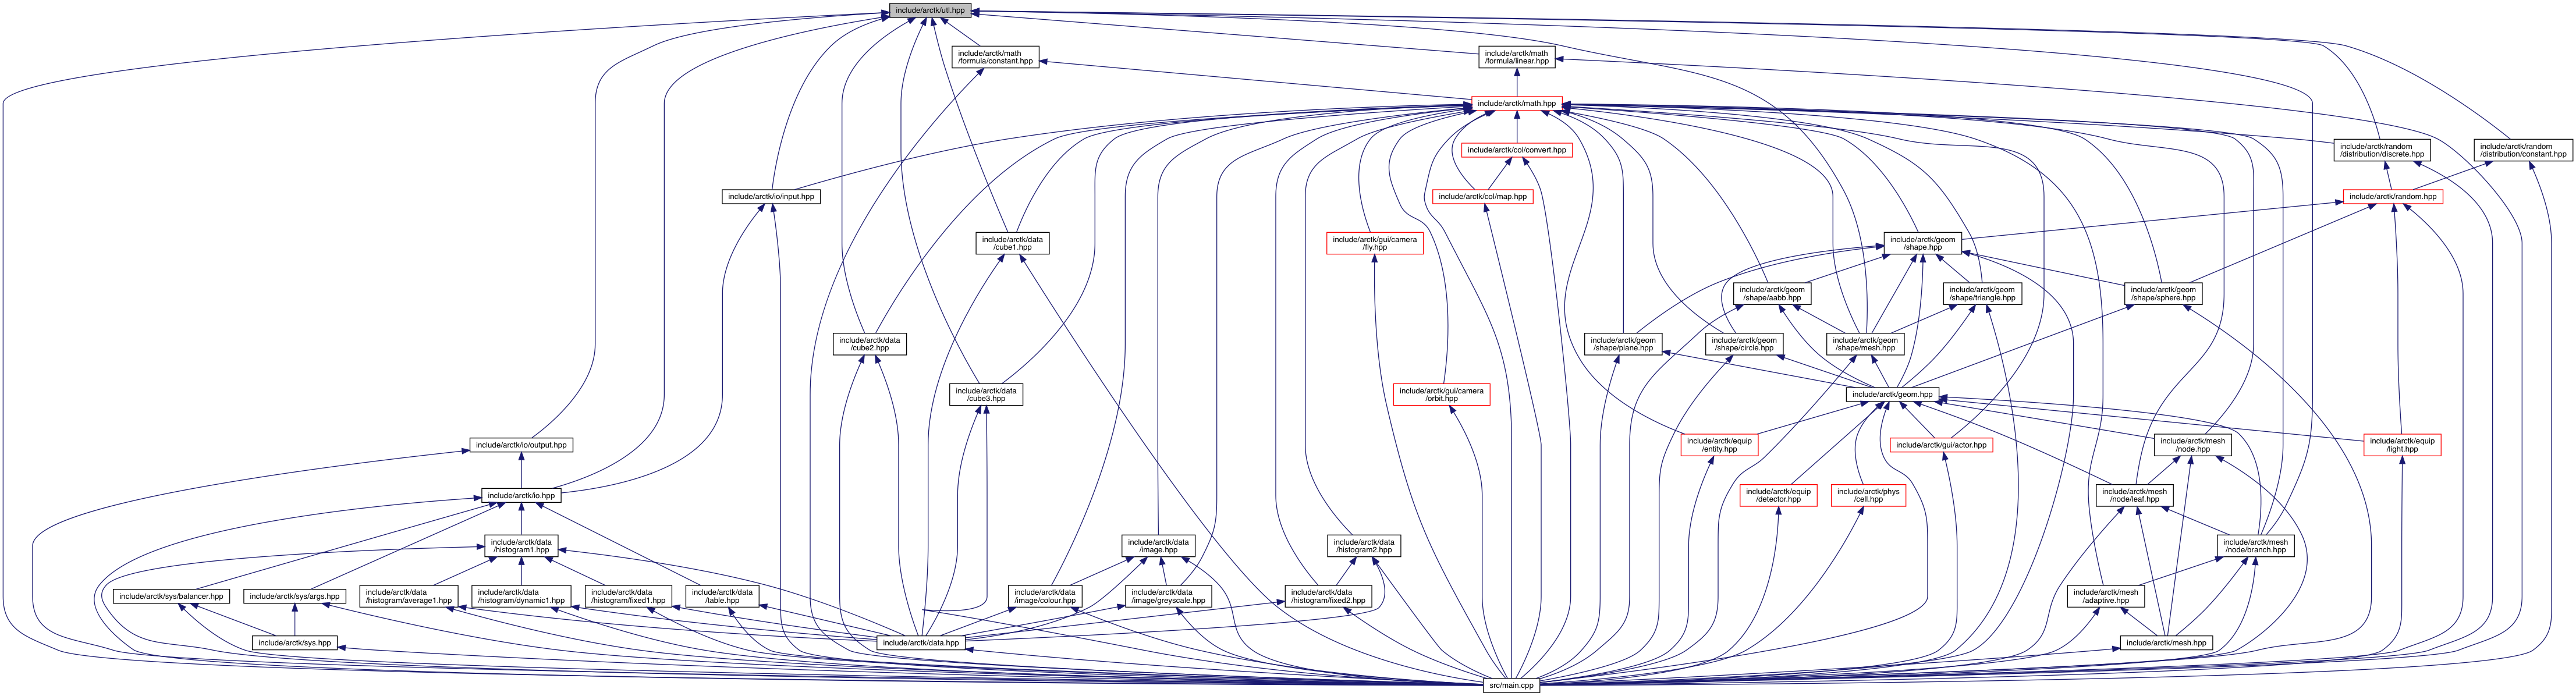 include/arctk/utl.hpp
include/arctk/math
/formula/constant.hpp
include/arctk/math
/formula/linear.hpp
include/arctk/math.hpp
include/arctk/col/convert.hpp
include/arctk/random
/distribution/discrete.hpp
include/arctk/random
/distribution/constant.hpp
include/arctk/io/input.hpp
include/arctk/col/map.hpp
include/arctk/random.hpp
include/arctk/data
/cube1.hpp
include/arctk/gui/camera
/fly.hpp
include/arctk/geom
/shape.hpp
include/arctk/geom
/shape/aabb.hpp
include/arctk/geom
/shape/triangle.hpp
include/arctk/geom
/shape/sphere.hpp
include/arctk/data
/cube2.hpp
include/arctk/geom
/shape/plane.hpp
include/arctk/geom
/shape/circle.hpp
include/arctk/geom
/shape/mesh.hpp
include/arctk/data
/cube3.hpp
include/arctk/gui/camera
/orbit.hpp
include/arctk/geom.hpp
include/arctk/io/output.hpp
include/arctk/equip
/entity.hpp
include/arctk/gui/actor.hpp
include/arctk/mesh
/node.hpp
include/arctk/equip
/light.hpp
include/arctk/io.hpp
include/arctk/equip
/detector.hpp
include/arctk/phys
/cell.hpp
include/arctk/mesh
/node/leaf.hpp
include/arctk/data
/histogram1.hpp
include/arctk/data
/image.hpp
include/arctk/data
/histogram2.hpp
include/arctk/mesh
/node/branch.hpp
include/arctk/sys/balancer.hpp
include/arctk/sys/args.hpp
include/arctk/data
/histogram/average1.hpp
include/arctk/data
/histogram/dynamic1.hpp
include/arctk/data
/histogram/fixed1.hpp
include/arctk/data
/table.hpp
include/arctk/data
/image/colour.hpp
include/arctk/data
/image/greyscale.hpp
include/arctk/data
/histogram/fixed2.hpp
include/arctk/mesh
/adaptive.hpp
include/arctk/sys.hpp
include/arctk/data.hpp
include/arctk/mesh.hpp
src/main.cpp